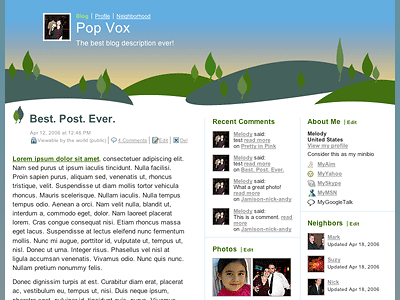 Blog | Profile | Neighborhood
Pop Vox
The best blog description ever!
Best. Post. Ever.
Apr 12, 2006 at 12:46 PM
Viewable by the world (public) | 4 Comments | Edit | Del
Lorem ipsum dolor sit amet, consectetuer adipiscing elit.
Nam sed purus ut ipsum iaculis tincidunt. Nulla facilisi.
Proin sapien purus, aliquam sed, venenatis ut, rhoncus
tristique, velit. Suspendisse ut diam mollis tortor vehicula
rhoncus. Mauris scelerisque. Nullam iaculis. Nulla tempus
tempus odio. Aenean a orci. Nam velit nulla, blandit ut,
interdum a, commodo eget, dolor. Nam laoreet placerat
lorem. Cras congue consequat nisi. Etiam rhoncus massa
eget lacus. Suspendisse at lectus eleifend nunc fermentum
mollis. Nunc mi augue, porttitor id, vulputate ut, tempus ut,
nisl. Donec ut urna. Integer risus. Phasellus vel nisl at
ligula accumsan venenatis. Vivamus odio. Nunc quis nunc.
Nullam pretium nonummy felis.
Donec dignissim turpis at est. Curabitur diam erat, placerat
ac, vestibulum eu, tempus ut, nisi. Duis neque ipsum,
Recent Comments
Melody said:
test read more
on Pretty in Pink
Melody said:
test read more
on Best. Post. Ever.
Melody said:
What a great photo!
read more
on Jamison-nick-andy
Melody said:
This is a comment. read
more
on Jamison-nick-andy
Photos | Edit
About Me | Edit
Melody
United States
View my profile
Consider this as my minibio
MyAim
MyYahoo
MySkype
MyMSN
MyGoogleTalk
Neighbors | Edit
Mark
Updated Apr 18, 2006
Suzy
Updated Apr 18, 2006
Nick
Updated Apr 18, 2006